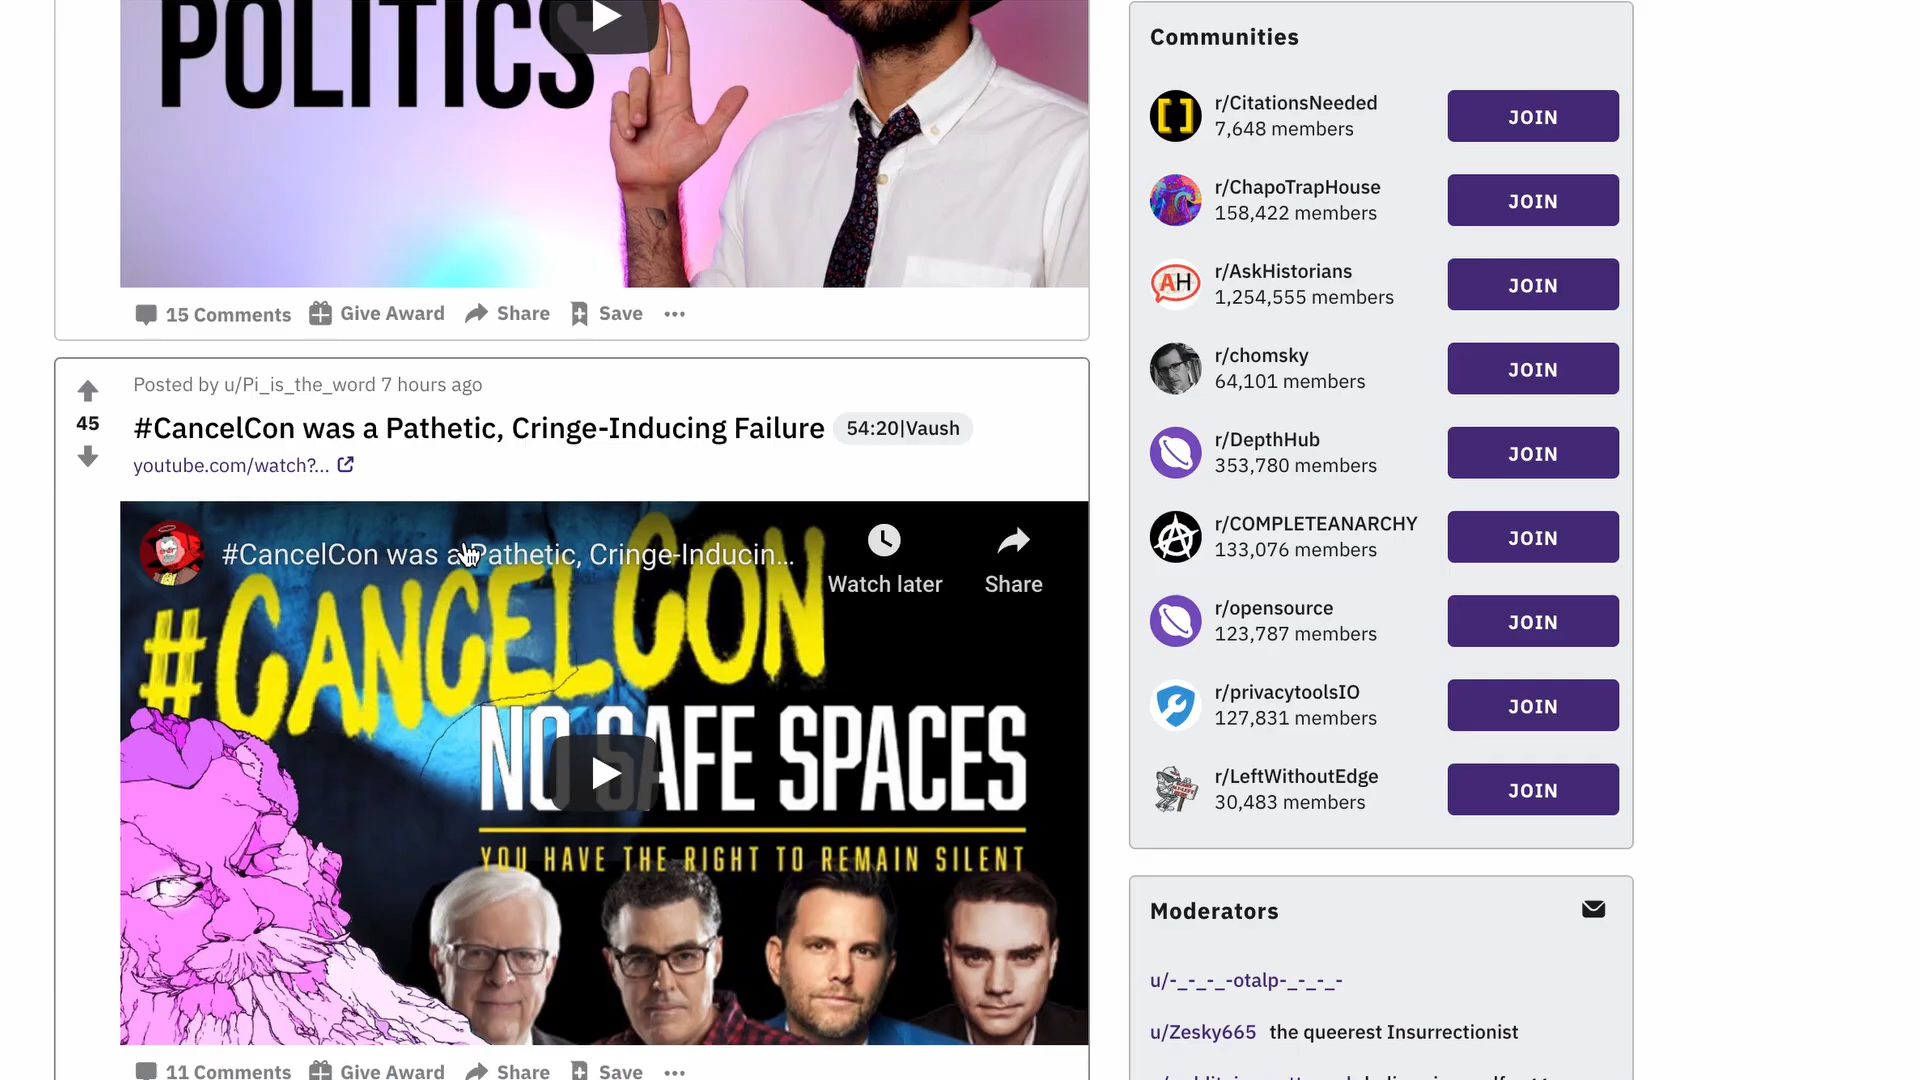 POLITICS
15 Comments Give Award Share Save
Posted by u/Pi_is_the_word 7 hours ago
45
#CancelCon was a Pathetic, Cringe-Inducing Failure 54:20|Vaush
youtube.com/watch?...
#CancelCon was a Pathetic, Cringe-Inducin...
Watch later Share
#CANCELCON
NO SAFE SPACES
YOU HAVE THE RIGHT TO REMAIN SILENT
11 Comments Give Award Share Save
Communities
r/CitationsNeeded
7,648 members
JOIN
r/ChapoTrapHouse
158,422 members
JOIN
AH
r/AskHistorians
1,254,555 members
JOIN
r/chomsky
64,101 members
JOIN
r/DepthHub
353,780 members
JOIN
r/COMPLETEANARCHY
133,076 members
JOIN
r/opensource
123,787 members
JOIN
r/privacytoolsIO
127,831 members
JOIN
r/LeftWithoutEdge
30,483 members
JOIN
Moderators
u/-_-_-_-otalp-_-_-_-
u/Zesky665 the queerest Insurrectionist